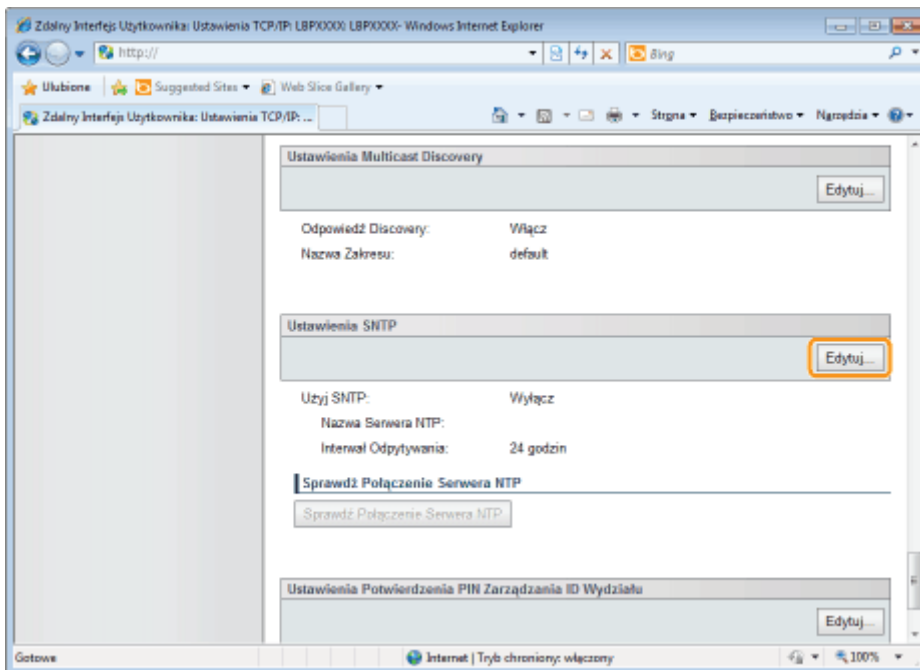 Zdalny Interfejs Użytkownika: Ustawienia TCP/IP: LBPXXXX: LBPXXXX- Windows Internet Explorer
http://
Bing
Ulubione Suggested Sites Web Slice Gallery
Zdalny Interfejs Użytkownika: Ustawienia TCP/IP: ...
Strona Bezpieczeństwo Narzędzia
Ustawienia Multicast Discovery
Edytuj...
Odpowiedź Discovery: Włącz
Nazwa Zakresu: default
Ustawienia SNTP
Edytuj...
Użyj SNTP: Wyłącz
Nazwa Serwera NTP:
Interwał Odpytywania: 24 godzin
Sprawdź Połączenie Serwera NTP
Sprawdź Połączenie Serwera NTP
Ustawienia Potwierdzenia PIN Zarządzania ID Wydziału
Edytuj...
Gotowe Internet | Tryb chroniony: włączony 100%